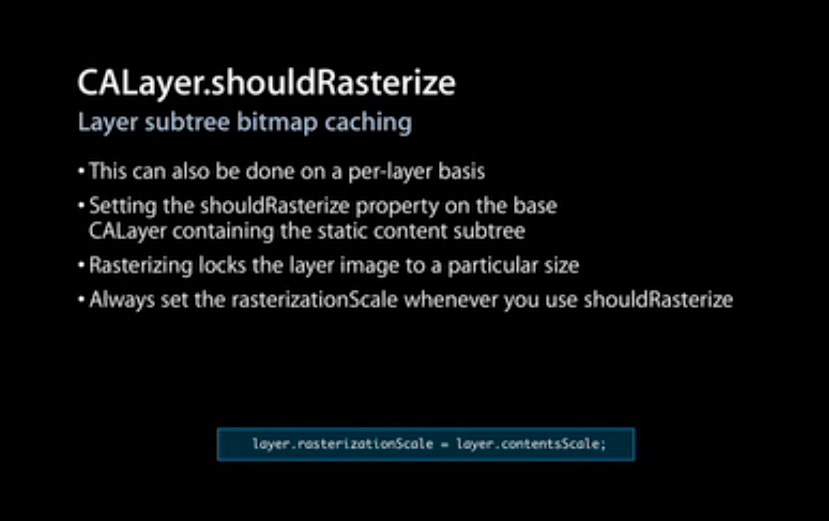 CALayer.shouldRasterize
Layer subtree bitmap caching
• This can also be done on a per-layer basis
• Setting the shouldRasterize property on the base
CALayer containing the static content subtree
• Rasterizing locks the layer image to a particular size
• Always set the rasterizationScale whenever you use shouldRasterize
layer.rasterizationScale = layer.contentsScale;